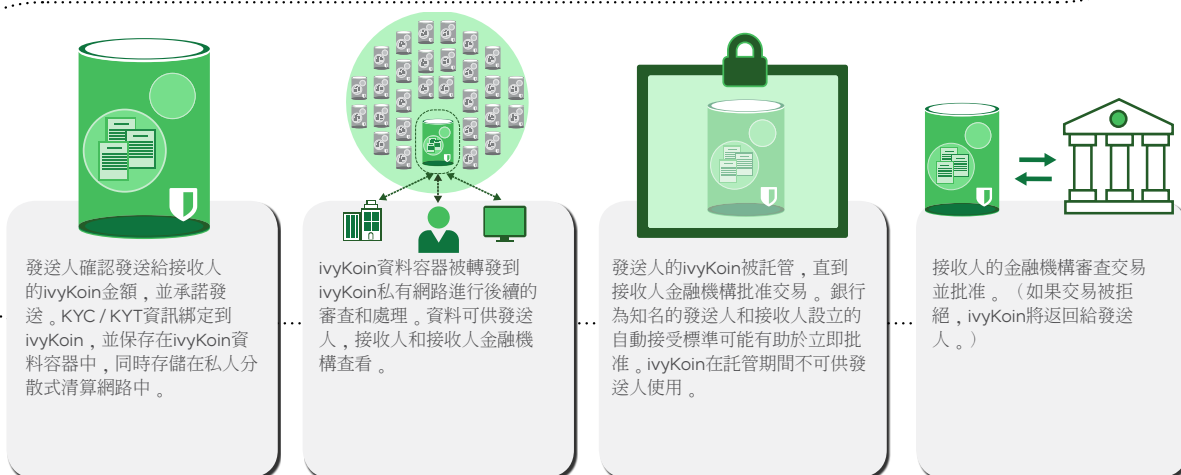 發送人確認發送給接收人
的ivyKoin金額，並承諾發
送。KYC / KYT資訊綁定到
ivyKoin，並保存在ivyKoin資
料容器中，同時存儲在私人分
散式清算網路中。
ivyKoin資料容器被轉發到
ivyKoin私有網路進行後續的
審查和處理。資料可供發送
人，接收人和接收人金融機
構查看。
發送人的ivyKoin被託管，直到
接收人金融機構批准交易。銀行
為知名的發送人和接收人設立的
自動接受標準可能有助於立即批
准。ivyKoin在託管期間不可供發
送人使用。
接收人的金融機構審查交易
並批准。（如果交易被拒
絕，ivyKoin將返回給發送
人。）